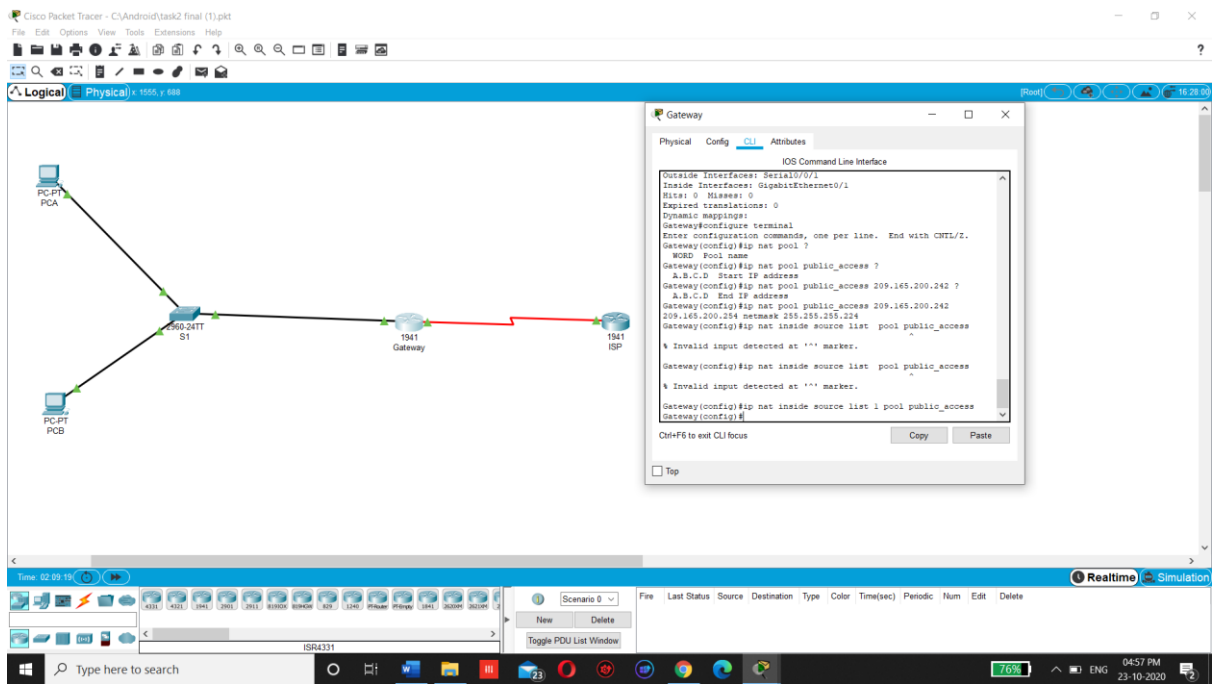 Cisco Packet Tracer - C:\Android\task2 final (1).pkt
File Edit Options View Tools Extensions Help
?
Logical Physical x: 1555, y: 688
[Root] 16:28:00
PC-PT
PCA
2960-24TT
S1
PC-PT
PCB
1941
Gateway
1941
ISP
Gateway
Physical Config CLI Attributes
IOS Command Line Interface
Outside Interfaces: Serial0/0/1
Inside Interfaces: GigabitEthernet0/1
Hits: 0 Misses: 0
Expired translations: 0
Dynamic mappings:
Gateway#configure terminal
Enter configuration commands, one per line. End with CNTL/Z.
Gateway(config)#ip nat pool ?
WORD Pool name
Gateway(config)#ip nat pool public_access ?
A.B.C.D Start IP address
Gateway(config)#ip nat pool public_access 209.165.200.242 ?
A.B.C.D End IP address
Gateway(config)#ip nat pool public_access 209.165.200.242
209.165.200.254 netmask 255.255.255.224
Gateway(config)#ip nat inside source list pool public_access
^
% Invalid input detected at '^' marker.
Gateway(config)#ip nat inside source list pool public_access
^
% Invalid input detected at '^' marker.
Gateway(config)#ip nat inside source list 1 pool public_access
Gateway(config)#
Ctrl+F6 to exit CLI focus
Copy Paste
Top
Time: 02:09:19
Realtime Simulation
4331 4321 1941 2901 2911 819IOX 819HGW 829 1240 PT-Router PT-Empty 1841 2620XM 2621XM
ISR4331
Scenario 0
New Delete
Toggle PDU List Window
Fire Last Status Source Destination Type Color Time(sec) Periodic Num Edit Delete
Type here to search
23
76%
ENG
04:57 PM
23-10-2020
2